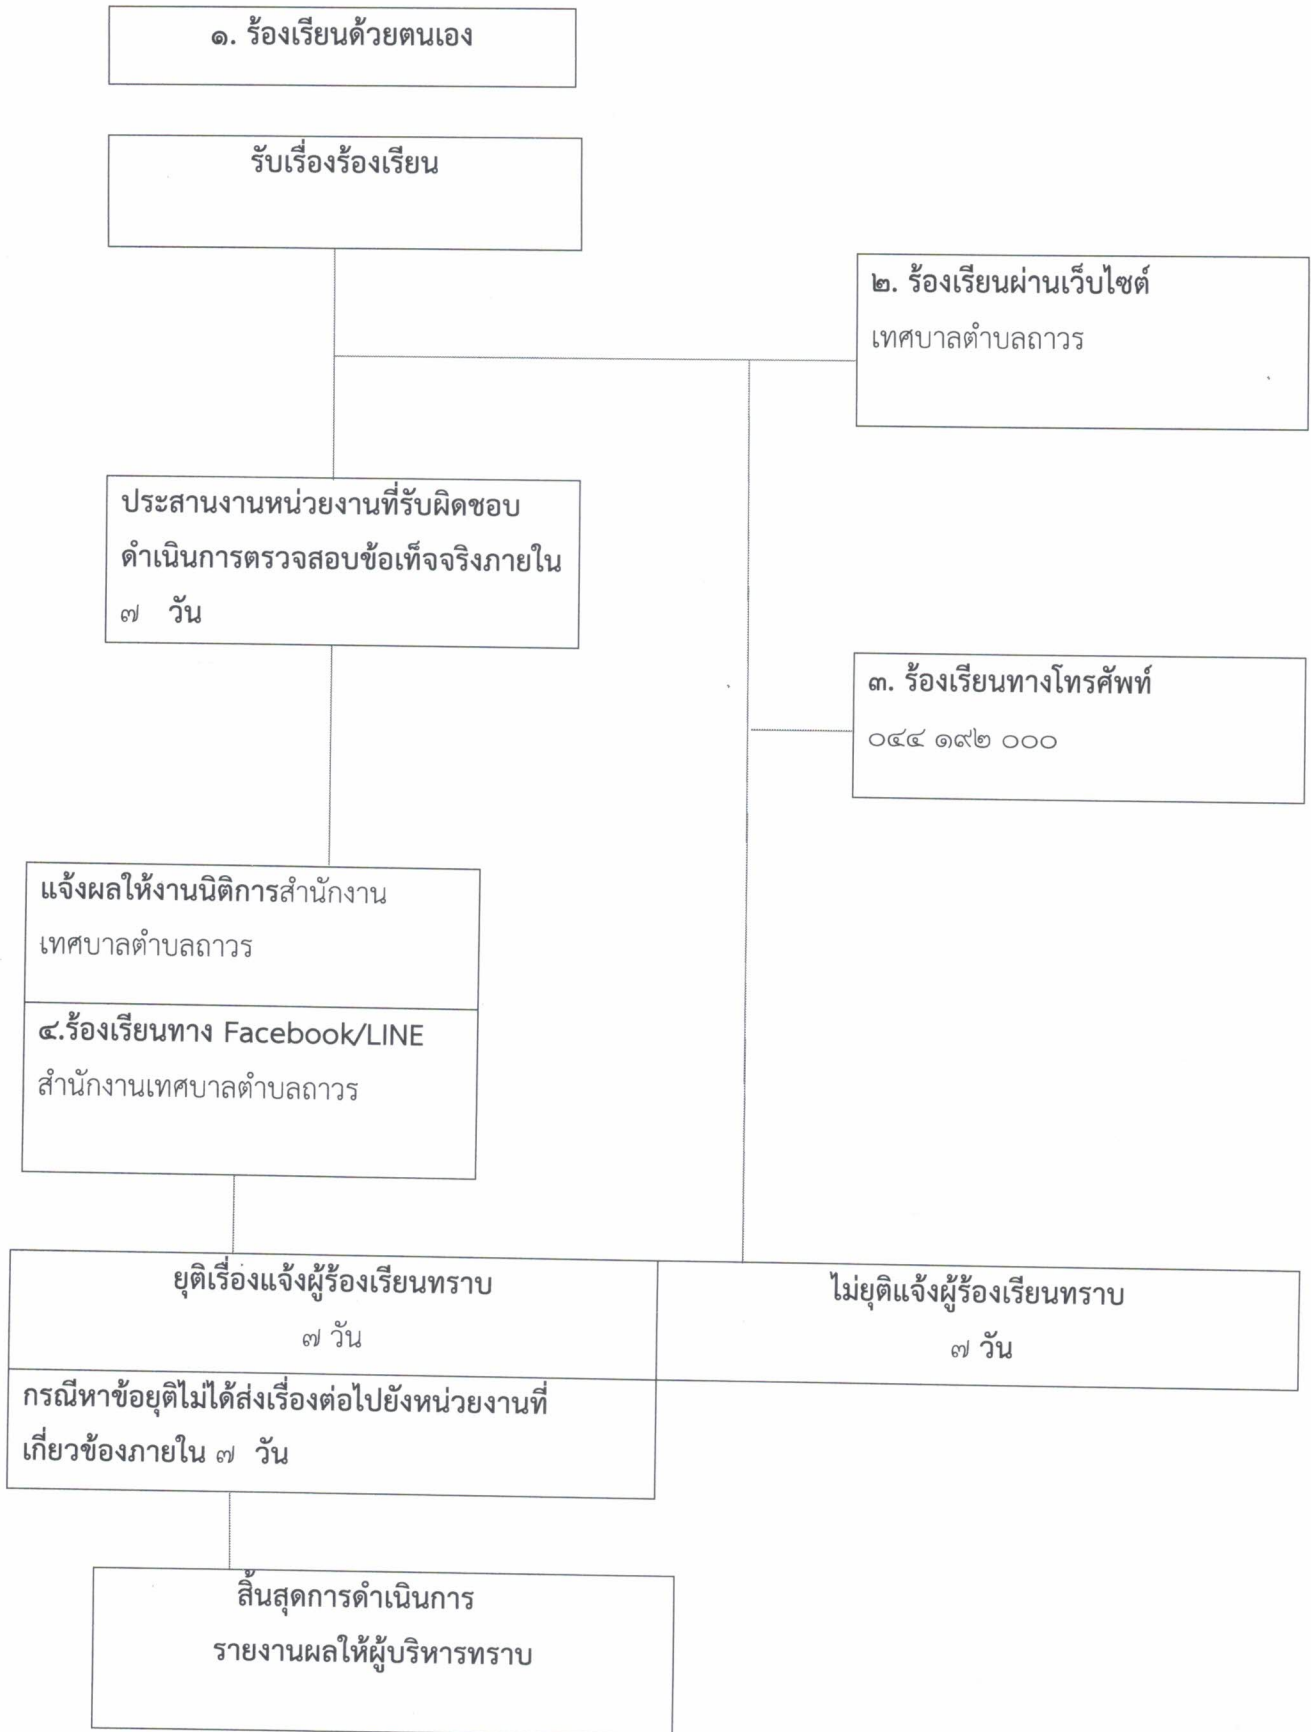 ๑. ร้องเรียนด้วยตนเอง
รับเรื่องร้องเรียน
๒. ร้องเรียนผ่านเว็บไซต์
เทศบาลตำบลถาวร
ประสานงานหน่วยงานที่รับผิดชอบ
ดำเนินการตรวจสอบข้อเท็จจริงภายใน
๗ วัน
๓. ร้องเรียนทางโทรศัพท์
๐๔๔ ๑๙๒ ๐๐๐
แจ้งผลให้งานนิติการสำนักงาน
เทศบาลตำบลถาวร
๔.ร้องเรียนทาง Facebook/LINE
สำนักงานเทศบาลตำบลถาวร
ยุติเรื่องแจ้งผู้ร้องเรียนทราบ
๗ วัน
ไม่ยุติแจ้งผู้ร้องเรียนทราบ
๗ วัน
กรณีหาข้อยุติไม่ได้ส่งเรื่องต่อไปยังหน่วยงานที่
เกี่ยวข้องภายใน ๗ วัน
สิ้นสุดการดำเนินการ
รายงานผลให้ผู้บริหารทราบ